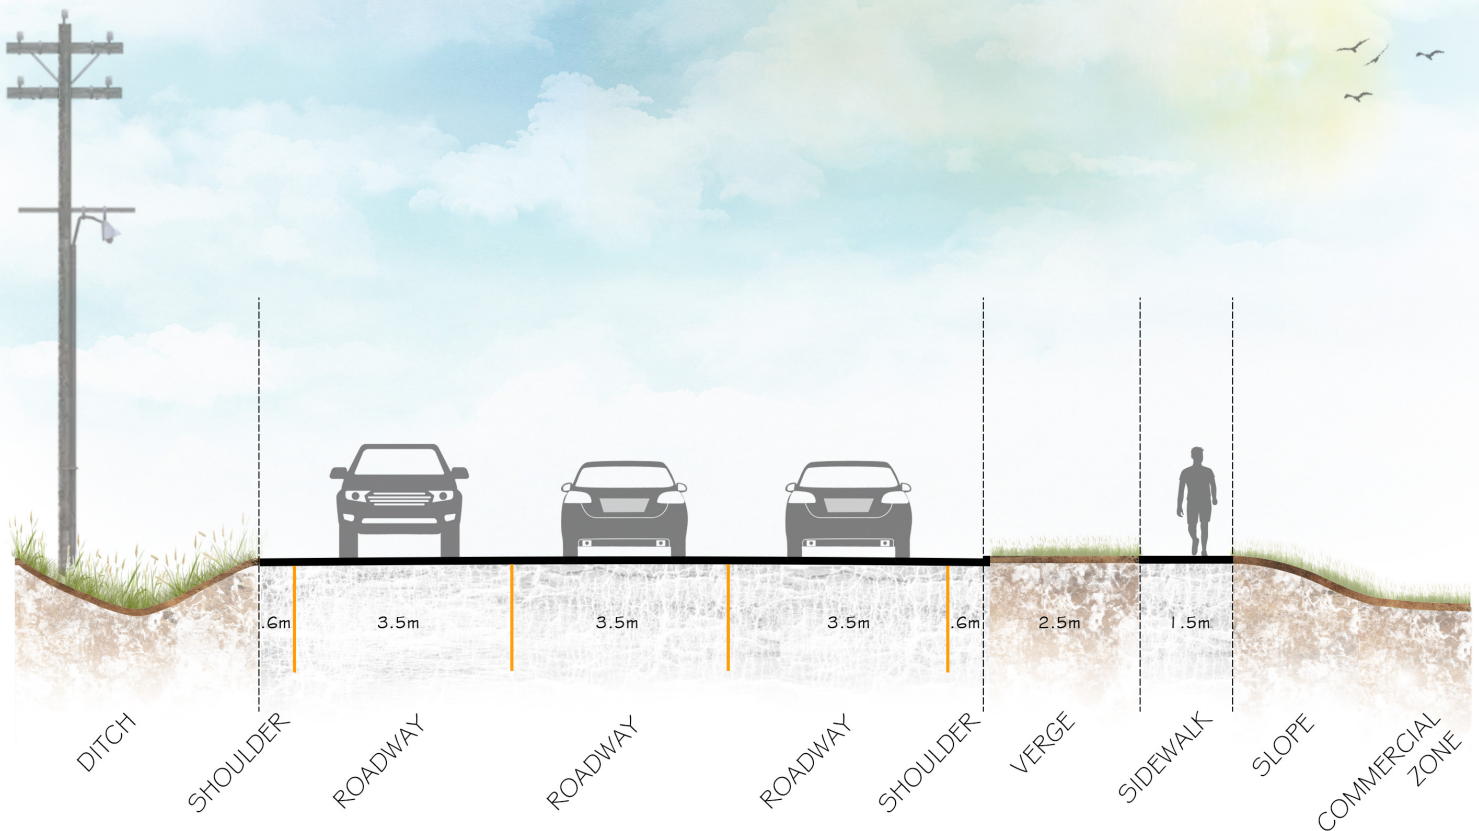 .6m
3.5m
3.5m
3.5m
.6m
2.5m
1.5m
DITCH
SHOULDER
ROADWAY
ROADWAY
ROADWAY
SHOULDER
VERGE
SIDEWALK
SLOPE
COMMERCIAL
ZONE